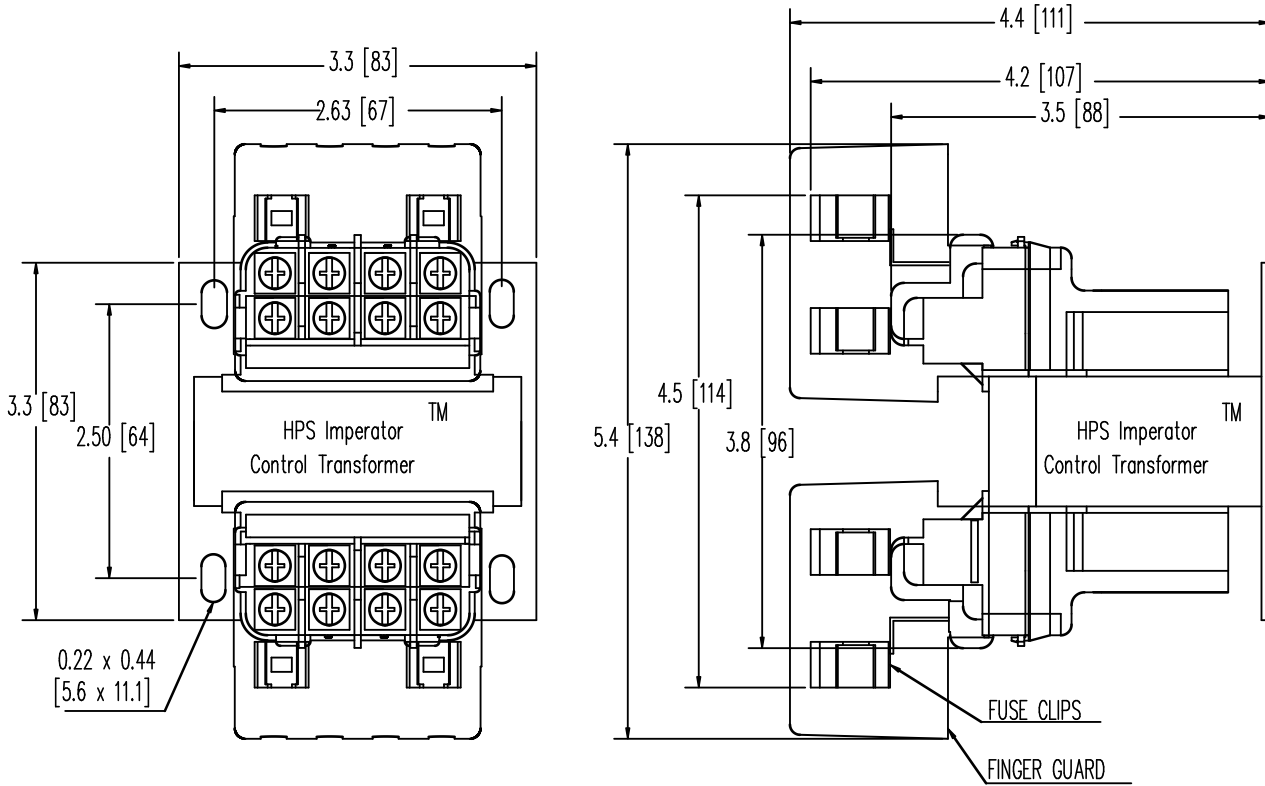 4.4 [111]
3.3 [83]
4.2 [107]
2.63 [67]
3.5 [88]
3.3 [83]
2.50 [64]
TM
HPS Imperator
Control Transformer
4.5 [114]
5.4 [138]
3.8 [96]
TM
HPS Imperator
Control Transformer
0.22 x 0.44
[5.6 x 11.1]
FUSE CLIPS
FINGER GUARD